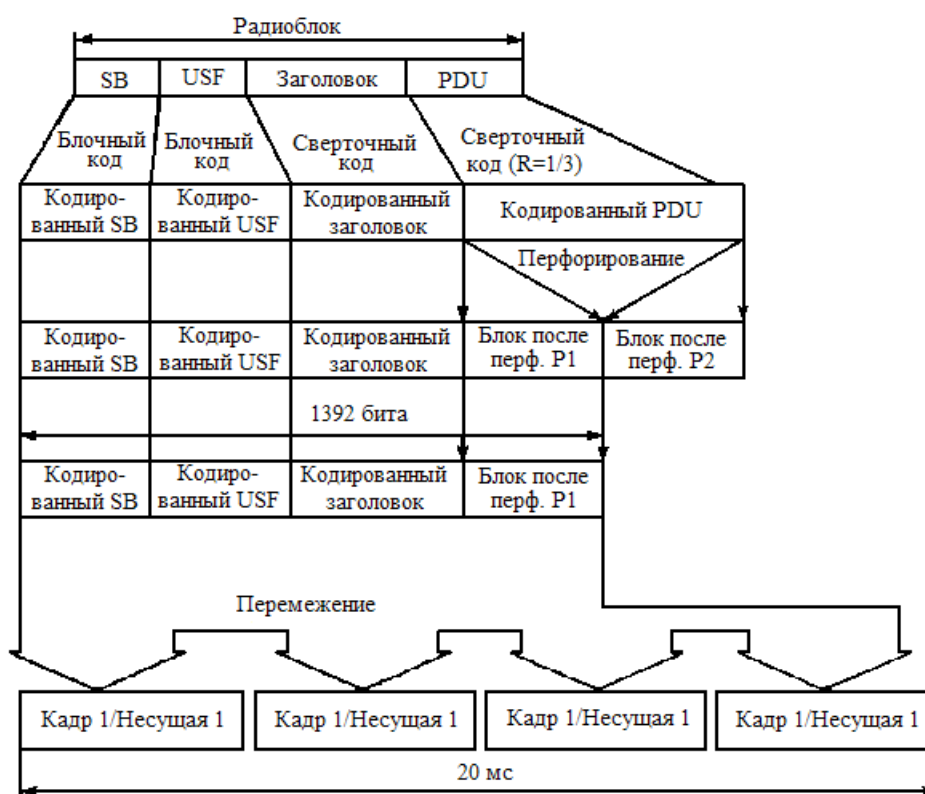 Радиоблок
SB USF Заголовок PDU
Блочный код
Блочный код
Сверточный код
Сверточный код (R=1/3)
Кодиро-
ванный SB
Кодиро-
ванный USF
Кодированный
заголовок
Кодированный PDU
Перфорирование
Кодиро-
ванный SB
Кодиро-
ванный USF
Кодированный
заголовок
Блок после
перф. P1
Блок после
перф. P2
1392 бита
Кодиро-
ванный SB
Кодиро-
ванный USF
Кодированный
заголовок
Блок после
перф. P1
Перемежение
Кадр 1/Несущая 1
Кадр 1/Несущая 1
Кадр 1/Несущая 1
Кадр 1/Несущая 1
20 мс